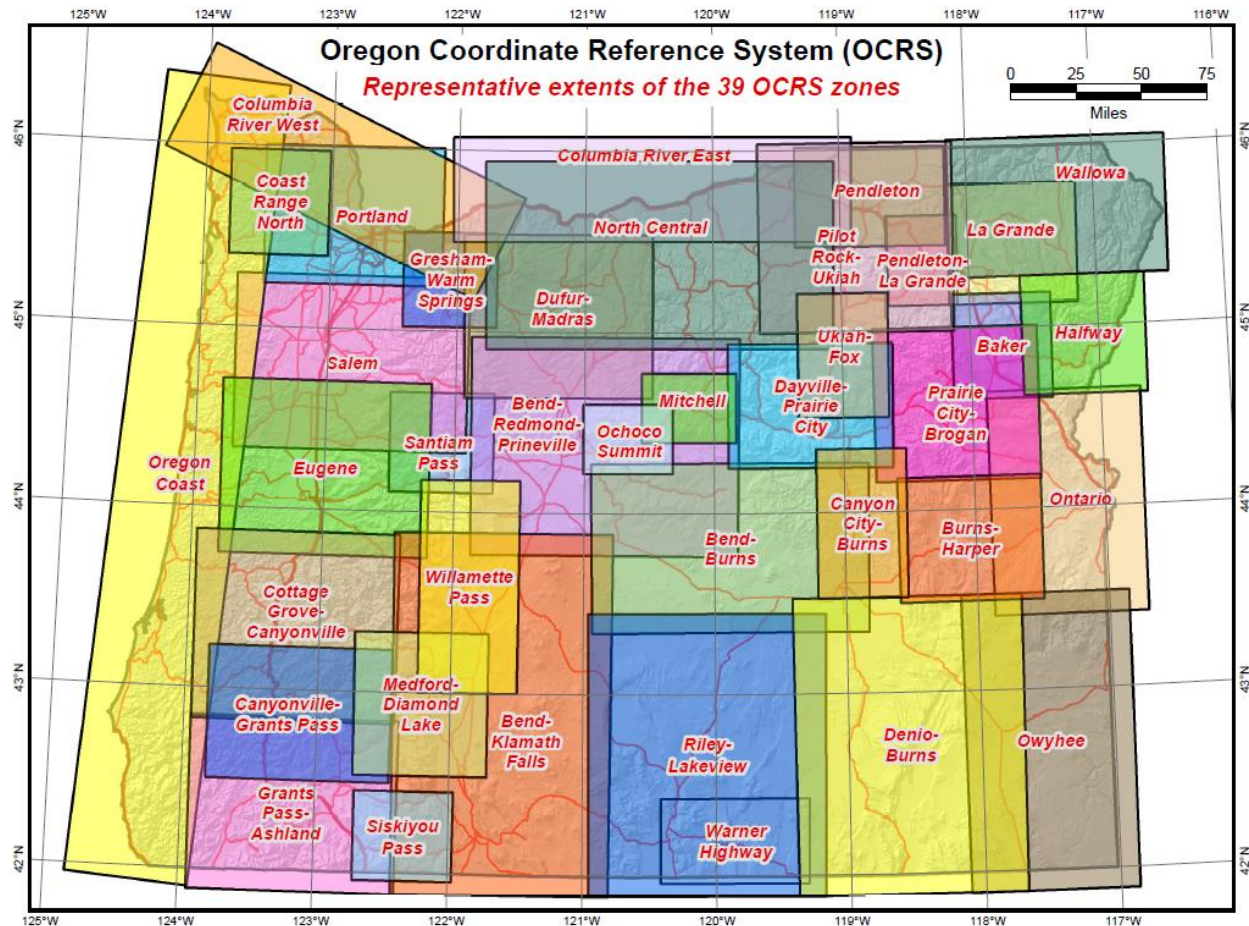 125°W
124°W
123°W
122°W
121°W
120°W
119°W
118°W
117°W
116°W
Oregon Coordinate Reference System (OCRS)
Representative extents of the 39 OCRS zones
0 25 50 75
Miles
46°N
46°N
Columbia
River West
Columbia River East
Wallowa
Coast
Range
North
Portland
Pendleton
North Central
La Grande
Pilot
Rock-
Ukiah
Pendleton-
La Grande
Gresham-
Warm
Springs
Dufur-
Madras
45°N
45°N
Salem
Ukiah-
Fox
Baker
Halfway
Bend-
Redmond-
Prineville
Mitchell
Dayville-
Prairie
City
Prairie
City-
Brogan
Santiam
Pass
Ochoco
Summit
Eugene
Oregon
Coast
44°N
44°N
Ontario
Canyon
City-
Burns
Burns-
Harper
Bend-
Burns
Willamette
Pass
Cottage
Grove-
Canyonville
43°N
43°N
Canyonville-
Grants Pass
Medford-
Diamond
Lake
Bend-
Klamath
Falls
Riley-
Lakeview
Denio-
Burns
Owyhee
Grants
Pass-
Ashland
Siskiyou
Pass
Warner
Highway
42°N
42°N
125°W
124°W
123°W
122°W
121°W
120°W
119°W
118°W
117°W